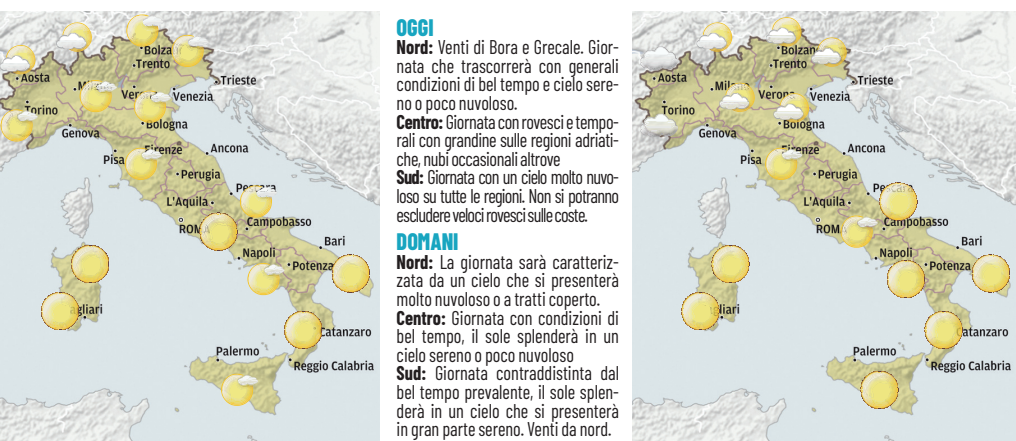 Bolza
Trento
Aosta
Trieste
Mil
Ver
Venezia
Torino
Bologna
Genova
Firenze
Ancona
Pisa
Perugia
Pescara
L'Aquila
ROMA
Campobasso
Bari
Napoli
Potenza
agliari
Catanzaro
Palermo
Reggio Calabria
OGGI
Nord: Venti di Bora e Grecale. Gior-
nata che trascorrerà con generali
condizioni di bel tempo e cielo sere-
no o poco nuvoloso.
Centro: Giornata con rovesci e tempo-
rali con grandine sulle regioni adriati-
che, nubi occasionali altrove
Sud: Giornata con un cielo molto nuvo-
loso su tutte le regioni. Non si potranno
escludere veloci rovesci sulle coste.
DOMANI
Nord: La giornata sarà caratteriz-
zata da un cielo che si presenterà
molto nuvoloso o a tratti coperto.
Centro: Giornata con condizioni di
bel tempo, il sole splenderà in un
cielo sereno o poco nuvoloso
Sud: Giornata contraddistinta dal
bel tempo prevalente, il sole splen-
derà in un cielo che si presenterà
in gran parte sereno. Venti da nord.
Bolzan
Trento
Aosta
Trieste
Milano
Verona
Venezia
Torino
Bologna
Genova
Firenze
Ancona
Pisa
Perugia
Pescara
L'Aquila
ROMA
Campobasso
Bari
Napoli
Potenza
gliari
Catanzaro
Palermo
Reggio Calabria